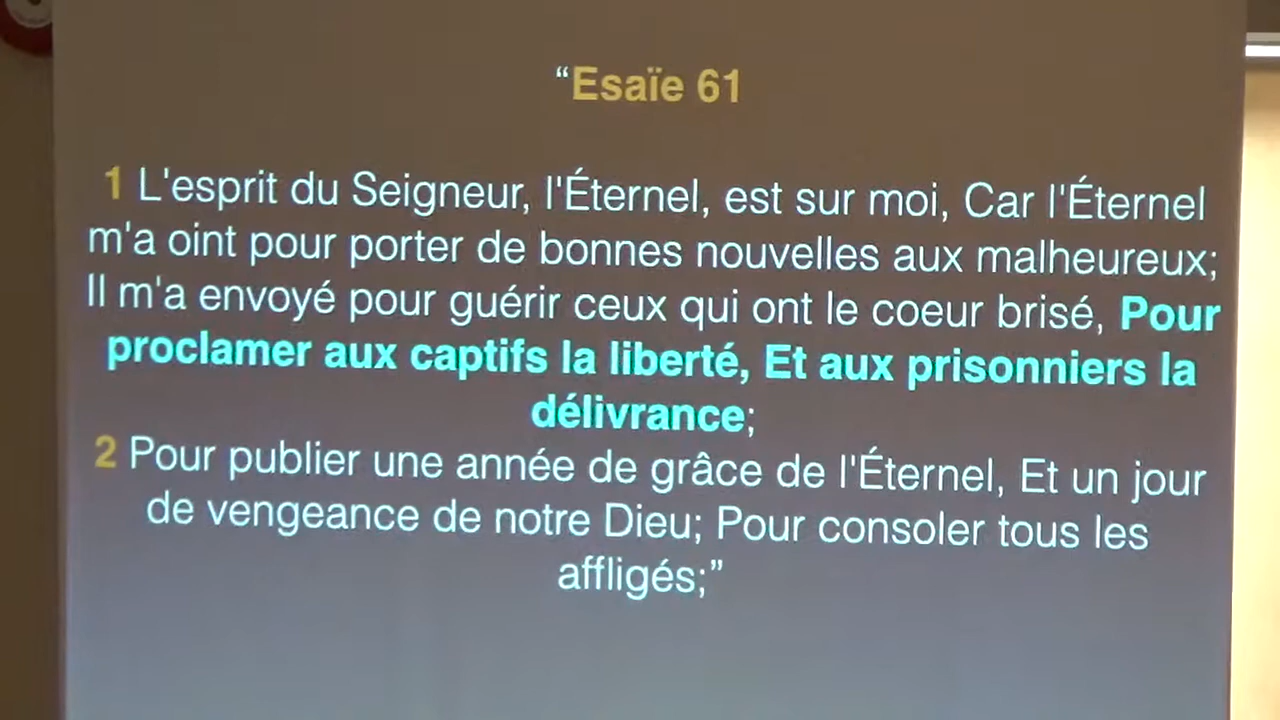 “Esaïe 61
1 L'esprit du Seigneur, l'Éternel, est sur moi, Car l'Éternel
m'a oint pour porter de bonnes nouvelles aux malheureux;
Il m'a envoyé pour guérir ceux qui ont le coeur brisé, Pour
proclamer aux captifs la liberté, Et aux prisonniers la
délivrance;
2 Pour publier une année de grâce de l'Éternel, Et un jour
de vengeance de notre Dieu; Pour consoler tous les
affligés;”